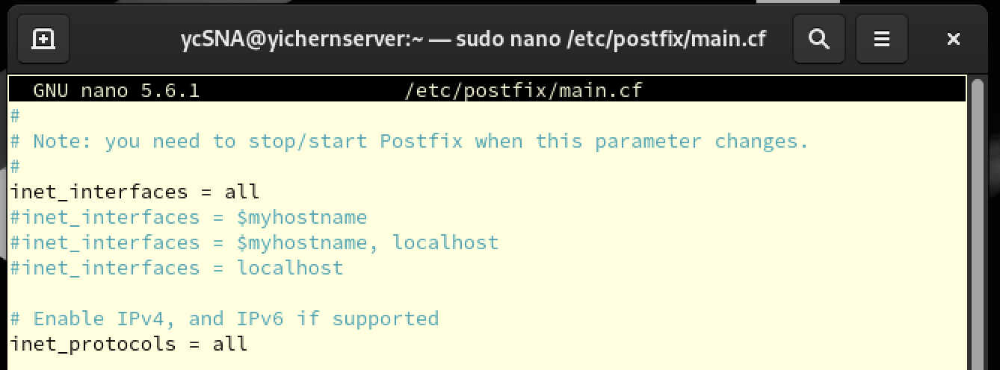 ycSNA@yichernserver:~ — sudo nano /etc/postfix/main.cf
GNU nano 5.6.1 /etc/postfix/main.cf
#
# Note: you need to stop/start Postfix when this parameter changes.
#
inet_interfaces = all
#inet_interfaces = $myhostname
#inet_interfaces = $myhostname, localhost
#inet_interfaces = localhost
# Enable IPv4, and IPv6 if supported
inet_protocols = all